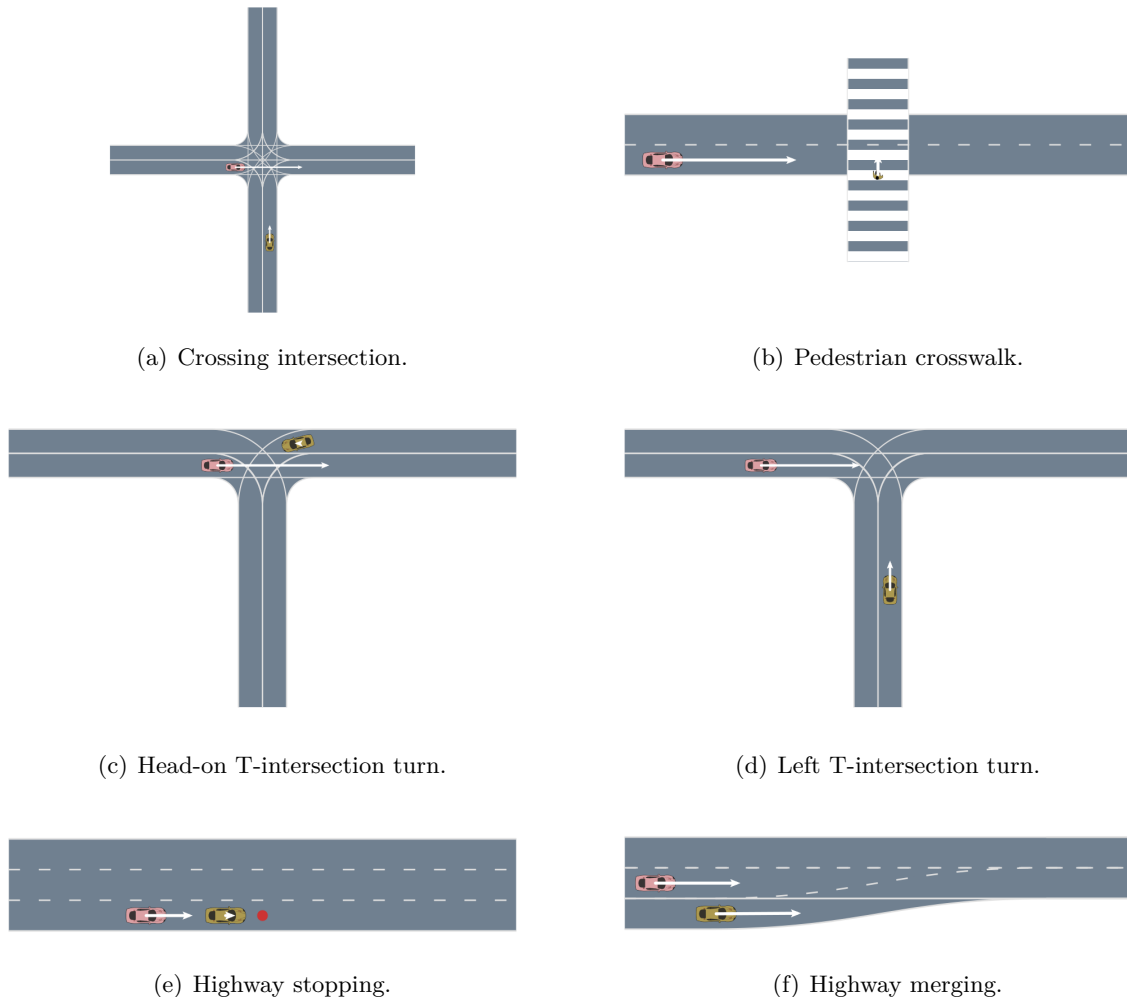 (a) Crossing intersection.
(b) Pedestrian crosswalk.
(c) Head-on T-intersection turn.
(d) Left T-intersection turn.
(e) Highway stopping.
(f) Highway merging.